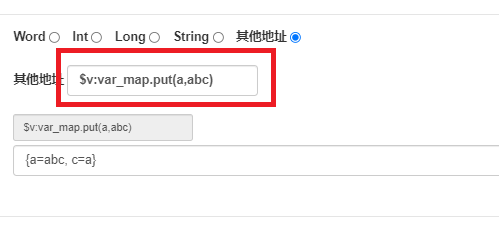 Word Int Long String 其他地址
其他地址 $v:var_map.put(a,abc)
$v:var_map.put(a,abc)
{a=abc, c=a}